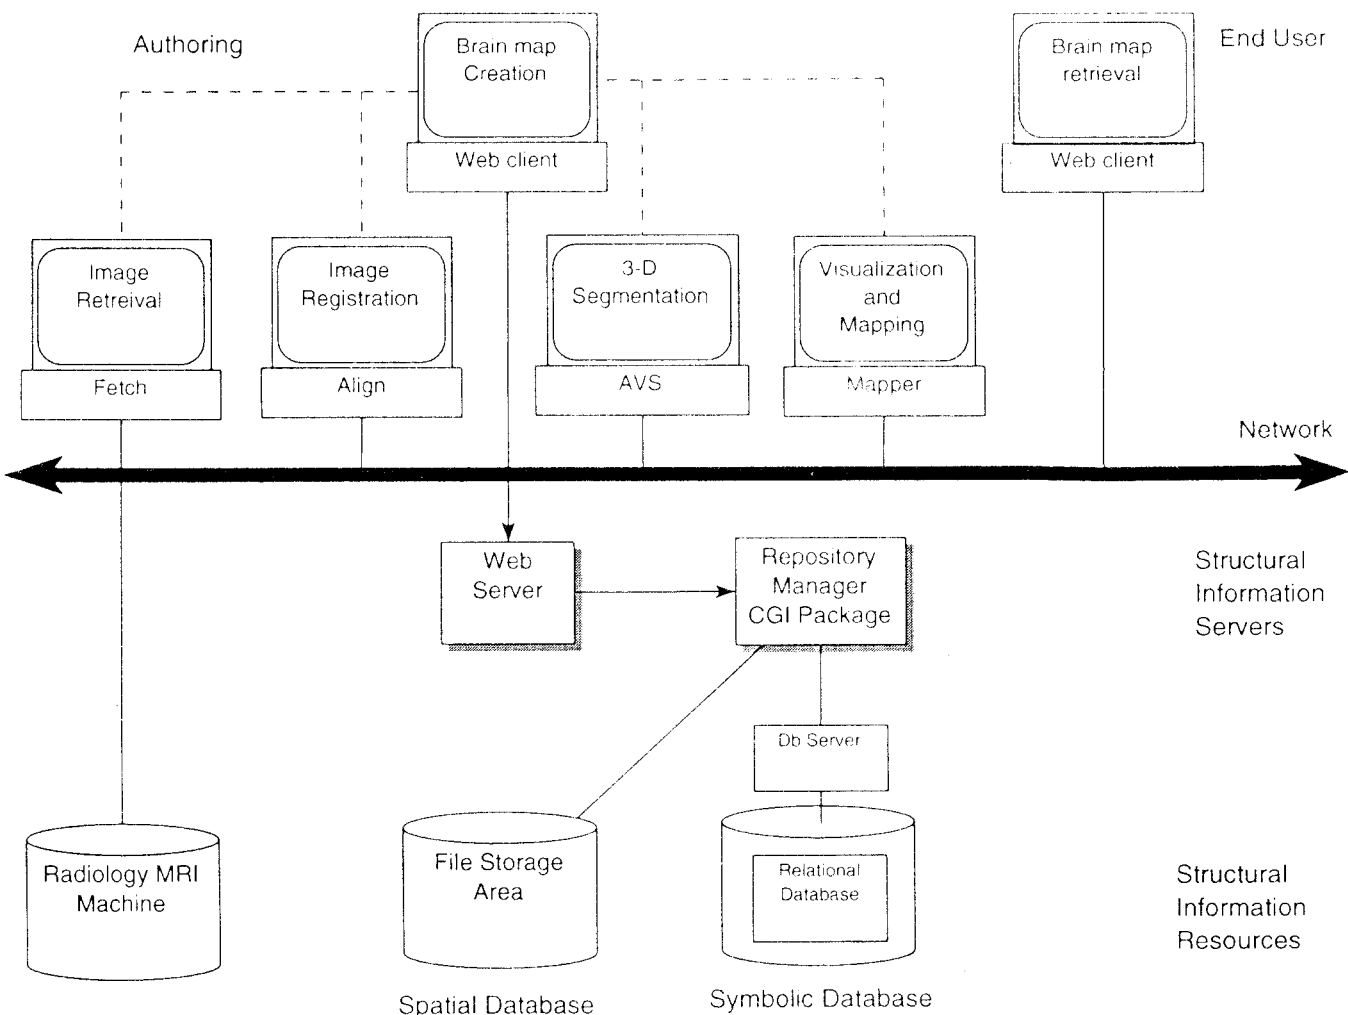 Authoring
Brain map
Creation
Web client
Brain map
retrieval
Web client
End User
Image
Retreival
Fetch
Image
Registration
Align
3-D
Segmentation
AVS
Visualization
and
Mapping
Mapper
Network
Web
Server
Repository
Manager
CGI Package
Structural
Information
Servers
Db Server
Radiology MRI
Machine
File Storage
Area
Relational
Database
Structural
Information
Resources
Spatial Database
Symbolic Database